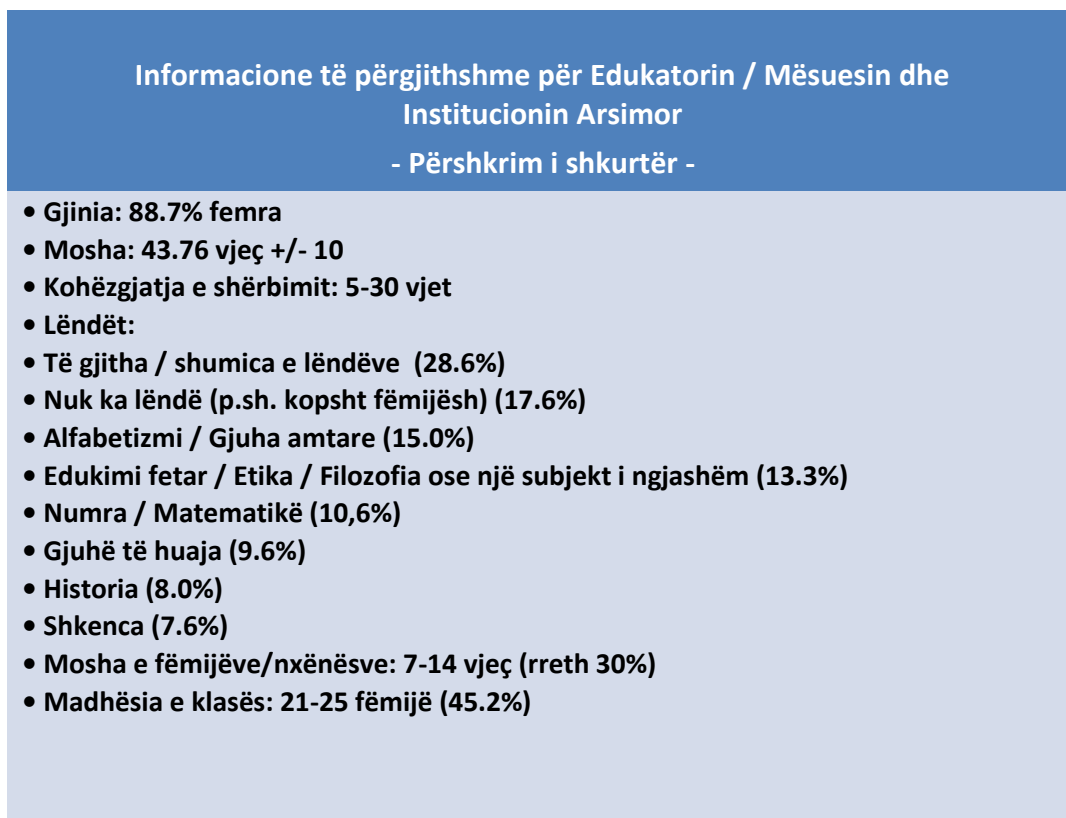 Informacione të përgjithshme për Edukatorin / Mësuesin dhe
Institucionin Arsimor
- Përshkrim i shkurtër -
• Gjinia: 88.7% femra
• Mosha: 43.76 vjeç +/- 10
• Kohëzgjatja e shërbimit: 5-30 vjet
• Lëndët:
• Të gjitha / shumica e lëndëve (28.6%)
• Nuk ka lëndë (p.sh. kopsht fëmijësh) (17.6%)
• Alfabetizmi / Gjuha amtare (15.0%)
• Edukimi fetar / Etika / Filozofia ose një subjekt i ngjashëm (13.3%)
• Numra / Matematikë (10,6%)
• Gjuhë të huaja (9.6%)
• Historia (8.0%)
• Shkenca (7.6%)
• Mosha e fëmijëve/nxënësve: 7-14 vjeç (rreth 30%)
• Madhësia e klasës: 21-25 fëmijë (45.2%)